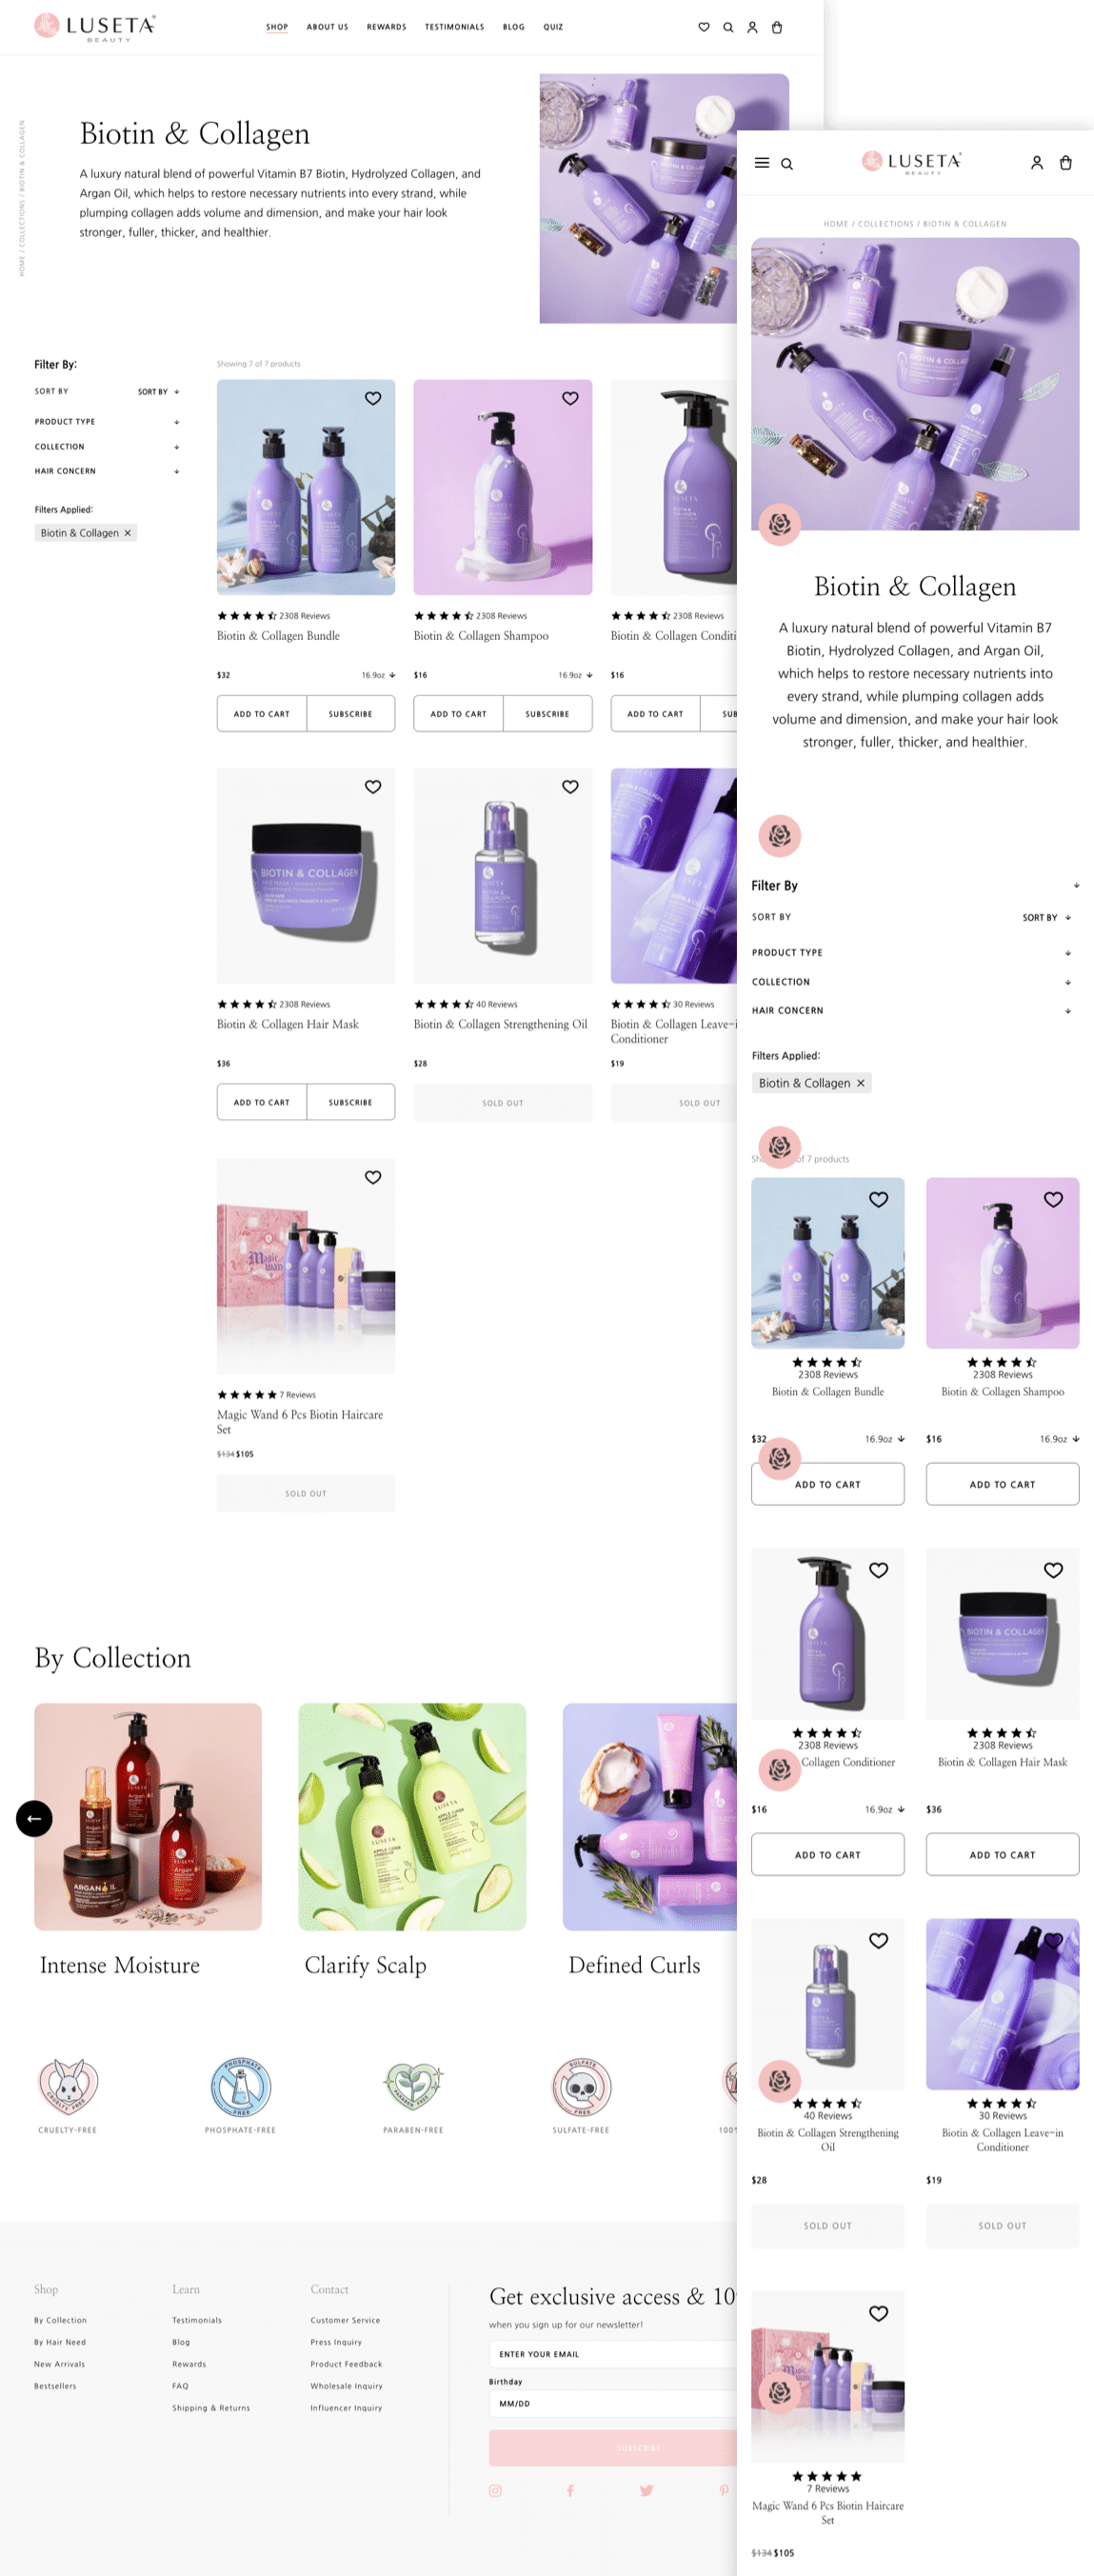 LUSETA
BEAUTY
SHOP ABOUT US REWARDS TESTIMONIALS BLOG QUIZ
HOME / COLLECTIONS / BIOTIN & COLLAGEN
Biotin & Collagen
A luxury natural blend of powerful Vitamin B7 Biotin, Hydrolyzed Collagen, and
Argan Oil, which helps to restore necessary nutrients into every strand, while
plumping collagen adds volume and dimension, and make your hair look
stronger, fuller, thicker, and healthier.
Filter By:
SORT BY SORT BY
PRODUCT TYPE
COLLECTION
HAIR CONCERN
Filters Applied:
Biotin & Collagen ✕
Showing 7 of 7 products
2308 Reviews
Biotin & Collagen Bundle
$32 16.9oz
ADD TO CART SUBSCRIBE
2308 Reviews
Biotin & Collagen Shampoo
$16 16.9oz
ADD TO CART SUBSCRIBE
2308 Reviews
Biotin & Collagen Conditi
$16
ADD TO CART SUB
BIOTIN & COLLAGEN
2308 Reviews
Biotin & Collagen Hair Mask
$36
ADD TO CART SUBSCRIBE
40 Reviews
Biotin & Collagen Strengthening Oil
$28
SOLD OUT
30 Reviews
Biotin & Collagen Leave-i
Conditioner
$19
SOLD OUT
7 Reviews
Magic Wand 6 Pcs Biotin Haircare
Set
$134 $105
SOLD OUT
By Collection
ARGAN OIL
Intense Moisture
LUSETA
LUSETA
Clarify Scalp
Defined Curls
CRUELTY FREE
CRUELTY-FREE
PHOSPHATE FREE
PHOSPHATE-FREE
PARABEN FREE
PARABEN-FREE
SULFATE FREE
SULFATE-FREE
100
Shop
By Collection
By Hair Need
New Arrivals
Bestsellers
Learn
Testimonials
Blog
Rewards
FAQ
Shipping & Returns
Contact
Customer Service
Press Inquiry
Product Feedback
Wholesale Inquiry
Influencer Inquiry
Get exclusive access & 10
when you sign up for our newsletter!
ENTER YOUR EMAIL
Birthday
MM/DD
SUBSCRIBE
LUSETA
BEAUTY
HOME / COLLECTIONS / BIOTIN & COLLAGEN
Biotin & Collagen
A luxury natural blend of powerful Vitamin B7
Biotin, Hydrolyzed Collagen, and Argan Oil,
which helps to restore necessary nutrients into
every strand, while plumping collagen adds
volume and dimension, and make your hair look
stronger, fuller, thicker, and healthier.
Filter By
SORT BY SORT BY
PRODUCT TYPE
COLLECTION
HAIR CONCERN
Filters Applied:
Biotin & Collagen ✕
of 7 products
2308 Reviews
Biotin & Collagen Bundle
$32 16.9oz
ADD TO CART
2308 Reviews
Biotin & Collagen Shampoo
$16 16.9oz
ADD TO CART
2308 Reviews
Collagen Conditioner
$16 16.9oz
ADD TO CART
BIOTIN & COLLAGEN
2308 Reviews
Biotin & Collagen Hair Mask
$36
ADD TO CART
40 Reviews
Biotin & Collagen Strengthening
Oil
$28
SOLD OUT
30 Reviews
Biotin & Collagen Leave-in
Conditioner
$19
SOLD OUT
7 Reviews
Magic Wand 6 Pcs Biotin Haircare
Set
$134 $105